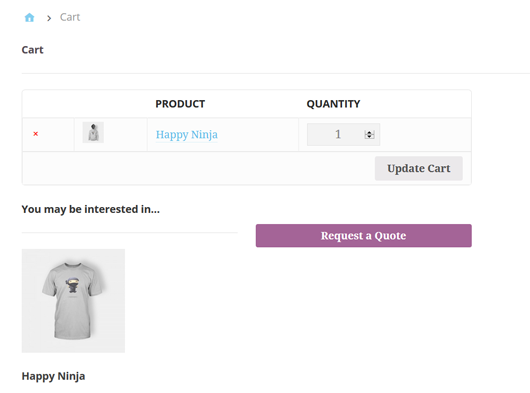 Cart
Cart
PRODUCT QUANTITY
× Happy Ninja 1
Update Cart
You may be interested in...
Request a Quote
Happy Ninja